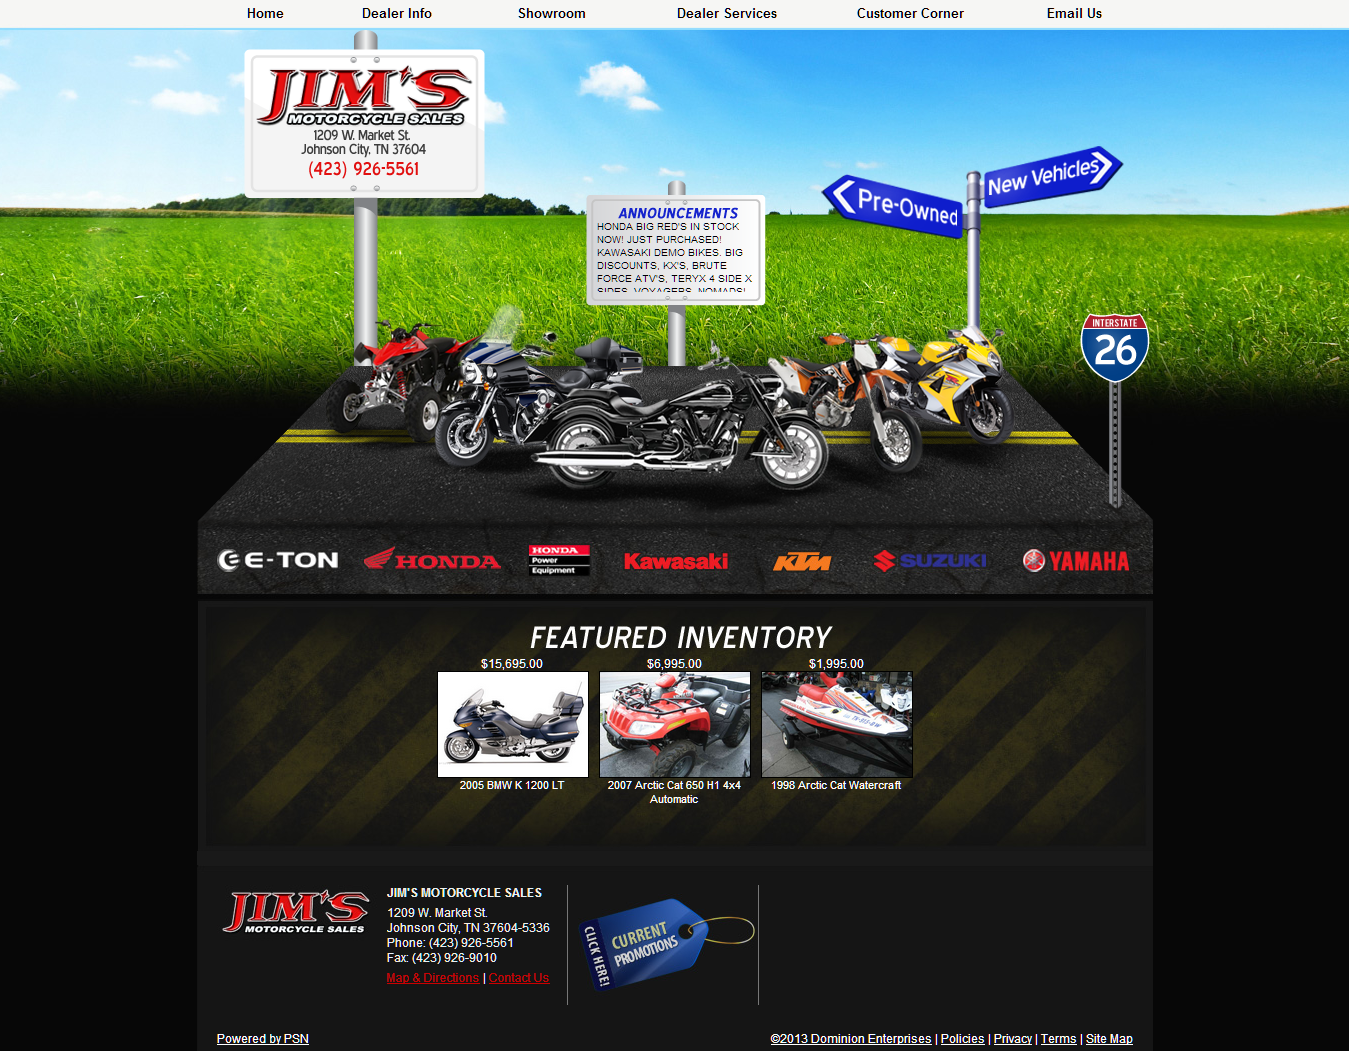 Home Dealer Info Showroom Dealer Services Customer Corner Email Us
JIM'S
MOTORCYCLE SALES
1209 W. Market St.
Johnson City, TN 37604
(423) 926-5561
ANNOUNCEMENTS
HONDA BIG RED'S IN STOCK
NOW! JUST PURCHASED!
KAWASAKI DEMO BIKES. BIG
DISCOUNTS, KX'S, BRUTE
FORCE ATV'S, TERYX 4 SIDE X
SIDES, VOYAGERS, NOMADS!
Pre-Owned
New Vehicles
INTERSTATE
26
E-TON HONDA HONDA Kawasaki KTM SUZUKI YAMAHA
Power
Equipment
FEATURED INVENTORY
$15,695.00 $6,995.00 $1,995.00
2005 BMW K 1200 LT 2007 Arctic Cat 650 H1 4x4 1998 Arctic Cat Watercraft
Automatic
JIM'S
MOTORCYCLE SALES
JIM'S MOTORCYCLE SALES
1209 W. Market St.
Johnson City, TN 37604-5336
Phone: (423) 926-5561
Fax: (423) 926-9010
Map & Directions | Contact Us
CLICK HERE!
CURRENT
PROMOTIONS
Powered by PSN ©2013 Dominion Enterprises | Policies | Privacy | Terms | Site Map